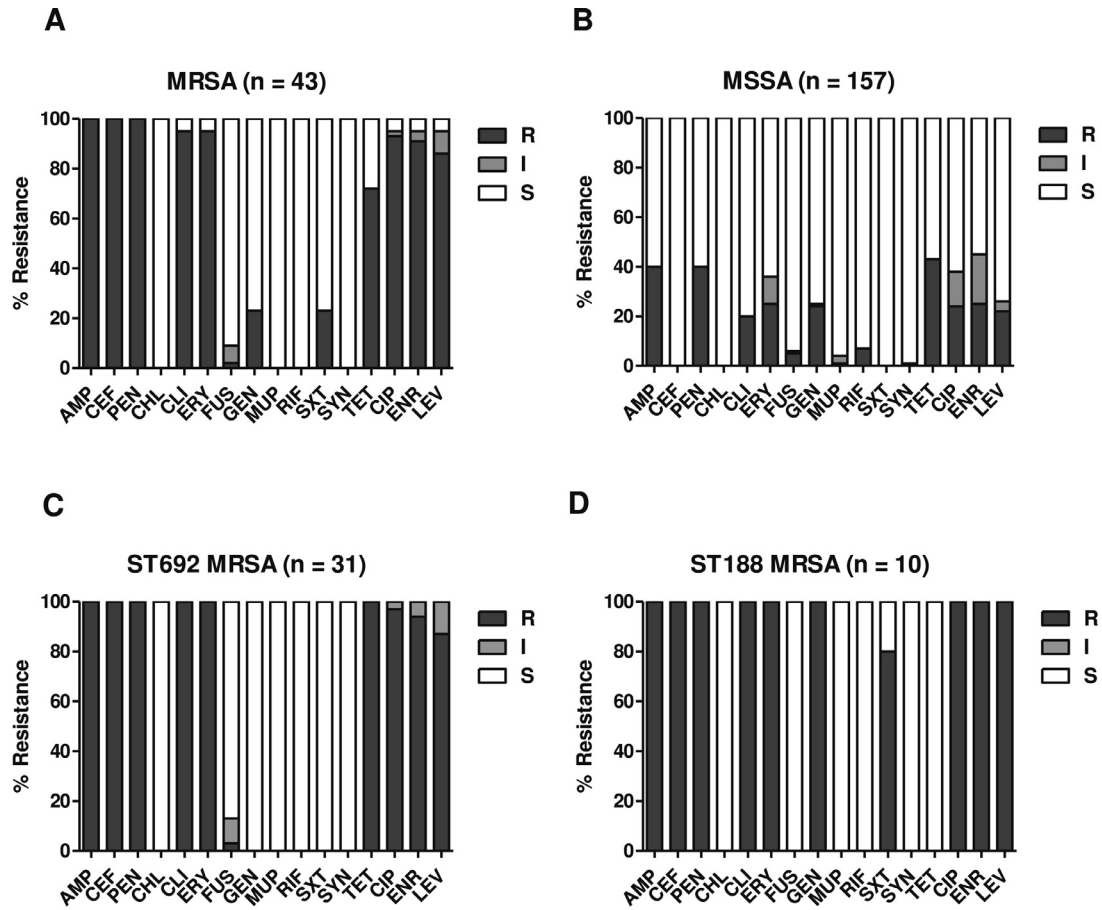 A
MRSA (n = 43)
% Resistance
100
80
60
40
20
0
AMP
CEF
PEN
CHL
CLI
ERY
FUS
GEN
MUP
RIF
SXT
SYN
TET
CIP
ENR
LEV
R
I
S
B
MSSA (n = 157)
% Resistance
100
80
60
40
20
0
AMP
CEF
PEN
CHL
CLI
ERY
FUS
GEN
MUP
RIF
SXT
SYN
TET
CIP
ENR
LEV
R
I
S
C
ST692 MRSA (n = 31)
% Resistance
100
80
60
40
20
0
AMP
CEF
PEN
CHL
CLI
ERY
FUS
GEN
MUP
RIF
SXT
SYN
TET
CIP
ENR
LEV
R
I
S
D
ST188 MRSA (n = 10)
% Resistance
100
80
60
40
20
0
AMP
CEF
PEN
CHL
CLI
ERY
FUS
GEN
MUP
RIF
SXT
SYN
TET
CIP
ENR
LEV
R
I
S